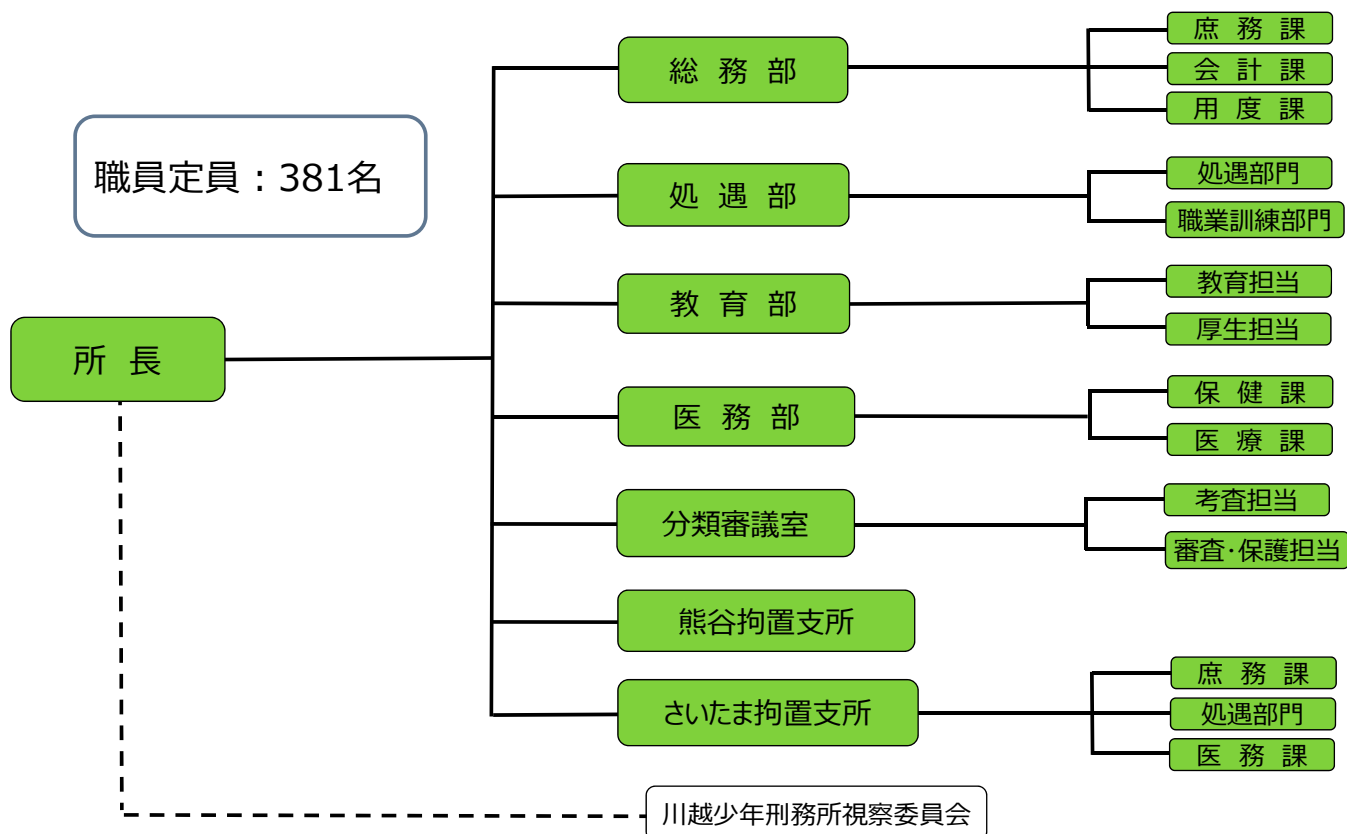 職員定員：381名
所 長
総 務 部
庶 務 課
会 計 課
用 度 課
処 遇 部
処遇部門
職業訓練部門
教 育 部
教育担当
厚生担当
医 務 部
保 健 課
医 療 課
分類審議室
考査担当
審査・保護担当
熊谷拘置支所
さいたま拘置支所
庶 務 課
処遇部門
医 務 課
川越少年刑務所視察委員会